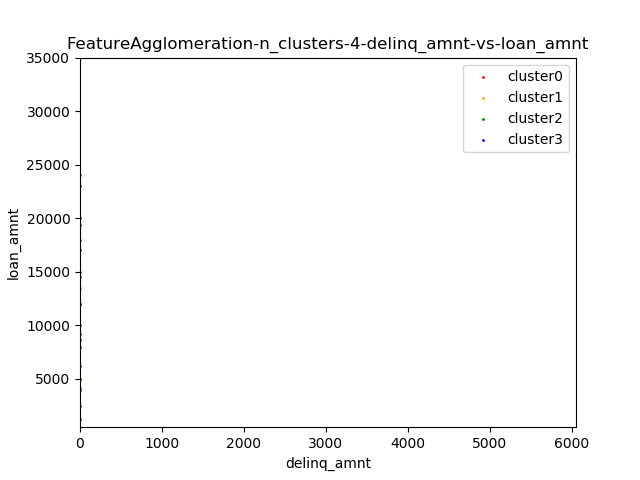 FeatureAgglomeration-n_clusters-4-delinq_amnt-vs-loan_amnt
cluster0
cluster1
cluster2
cluster3
35000
30000
25000
20000
15000
10000
5000
loan_amnt
0 1000 2000 3000 4000 5000 6000
delinq_amnt